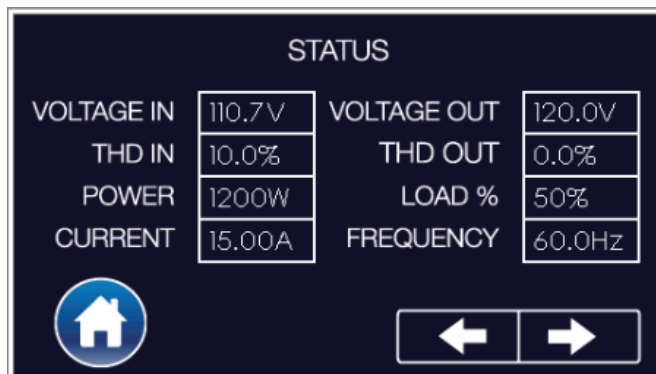 STATUS
VOLTAGE IN 110.7V VOLTAGE OUT 120.0V
THD IN 10.0% THD OUT 0.0%
POWER 1200W LOAD % 50%
CURRENT 15.00A FREQUENCY 60.0Hz